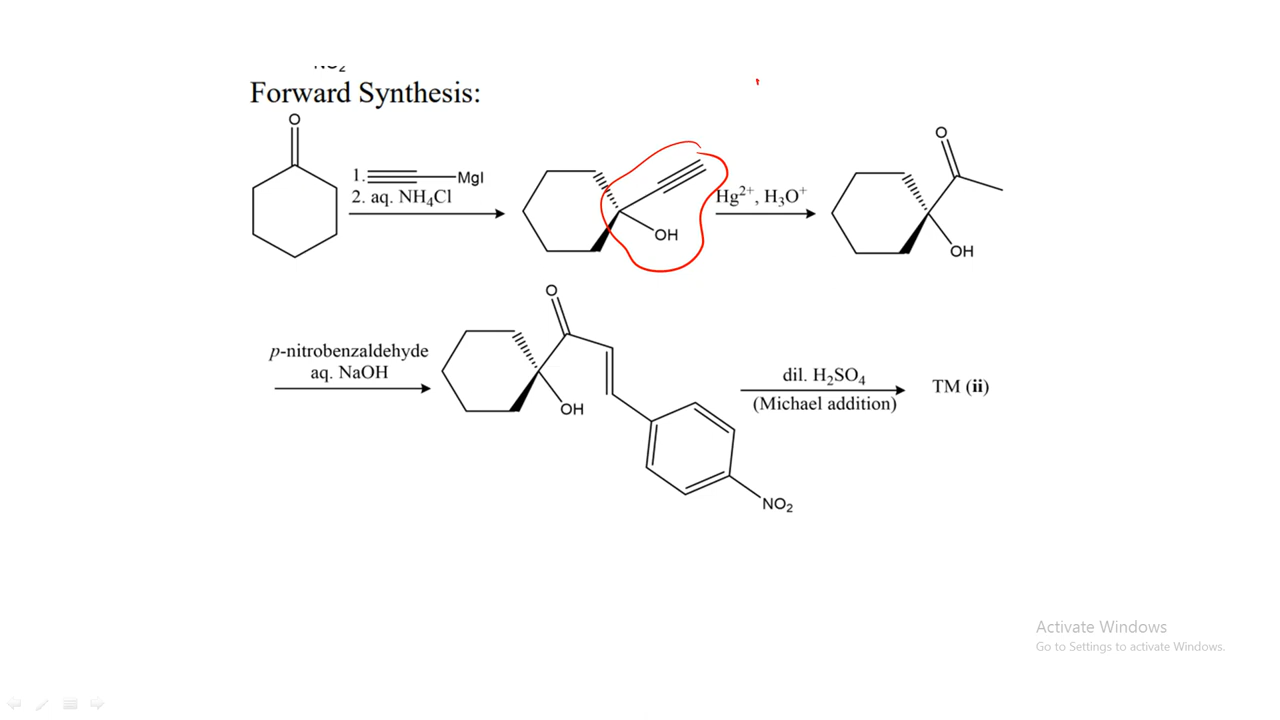 NO2
Forward Synthesis:
O
1. MgI
2. aq. NH4Cl
OH
Hg2+, H3O+
O
OH
p-nitrobenzaldehyde
aq. NaOH
O
OH
NO2
dil. H2SO4
(Michael addition)
TM (ii)
Activate Windows
Go to Settings to activate Windows.